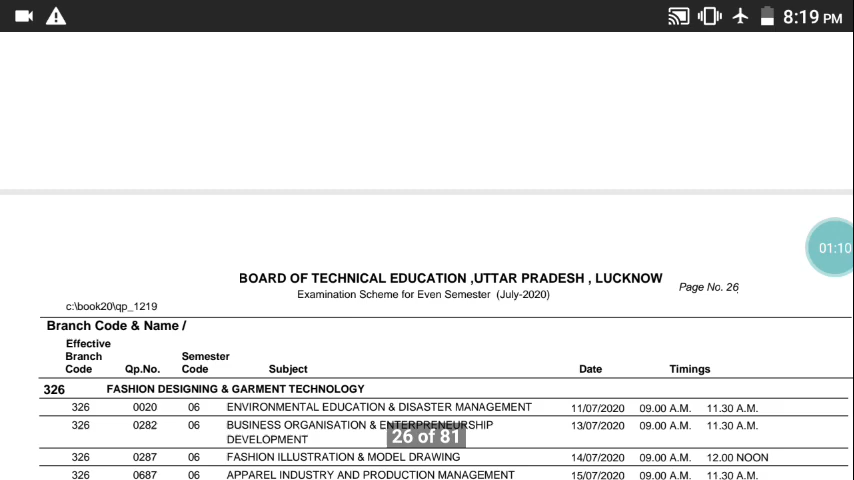 8:19 PM
01:10
BOARD OF TECHNICAL EDUCATION ,UTTAR PRADESH , LUCKNOW
Page No. 26
Examination Scheme for Even Semester (July-2020)
c:\book20\qp_1219
Branch Code & Name /
Effective Branch Code Qp.No. Semester Code Subject Date Timings
326 FASHION DESIGNING & GARMENT TECHNOLOGY
326 0020 06 ENVIRONMENTAL EDUCATION & DISASTER MANAGEMENT 11/07/2020 09.00 A.M. 11.30 A.M.
326 0282 06 BUSINESS ORGANISATION & ENTERPRENEURSHIP 13/07/2020 09.00 A.M. 11.30 A.M.
DEVELOPMENT
26 of 81
326 0287 06 FASHION ILLUSTRATION & MODEL DRAWING 14/07/2020 09.00 A.M. 12.00 NOON
326 0687 06 APPAREL INDUSTRY AND PRODUCTION MANAGEMENT 15/07/2020 09.00 A.M. 11.30 A.M.